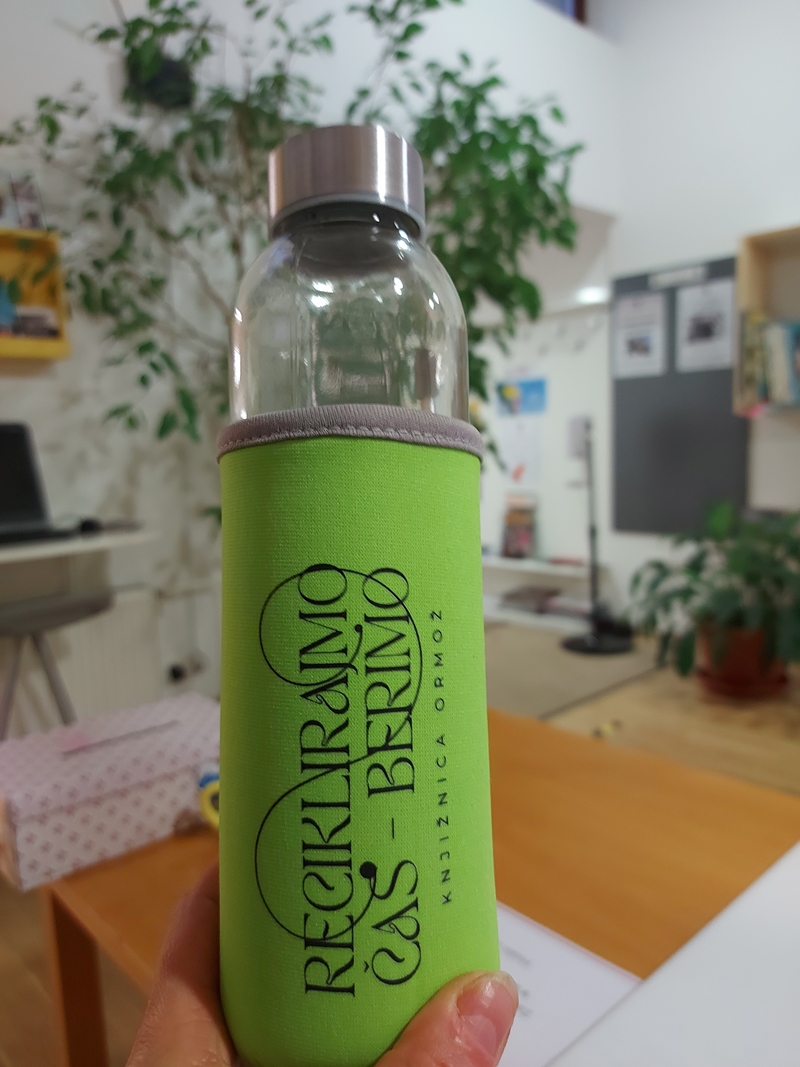 RECIKLIRAJMO
ČAS - BERIMO
KNJIŽNICA ORMOŽ